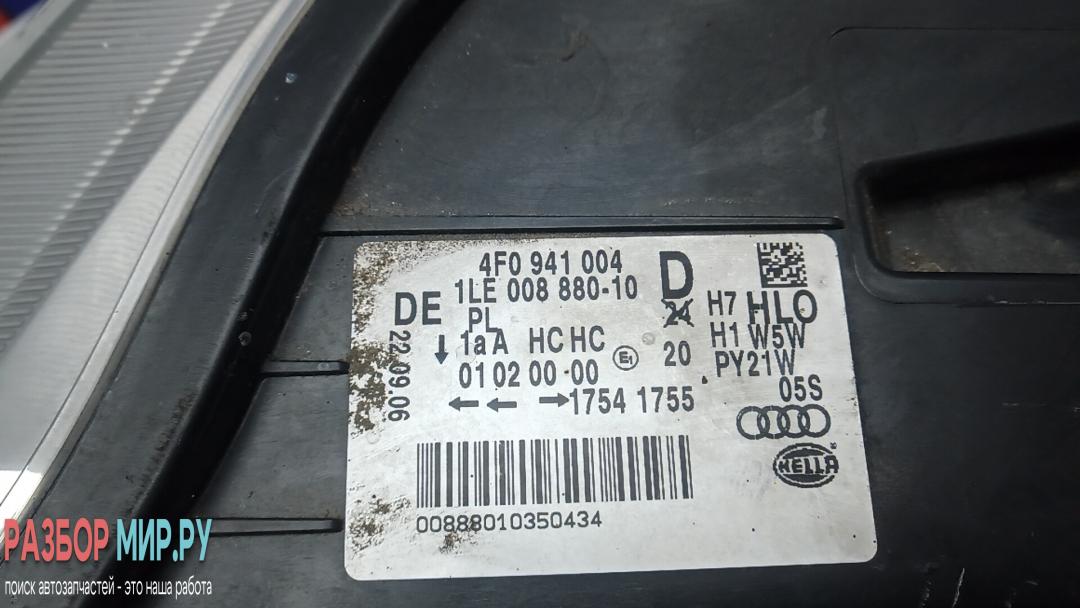 4F0 941 004 D
DE 1LE 008 880-10 24 H7 HLO
PL H1 W5W
1aA HC HC E1 20 PY21W
01 02 00 00 05S
1754 1755
22.09.06
HELLA
00888010350434
РАЗБОР МИР.РУ
поиск автозапчастей - это наша работа